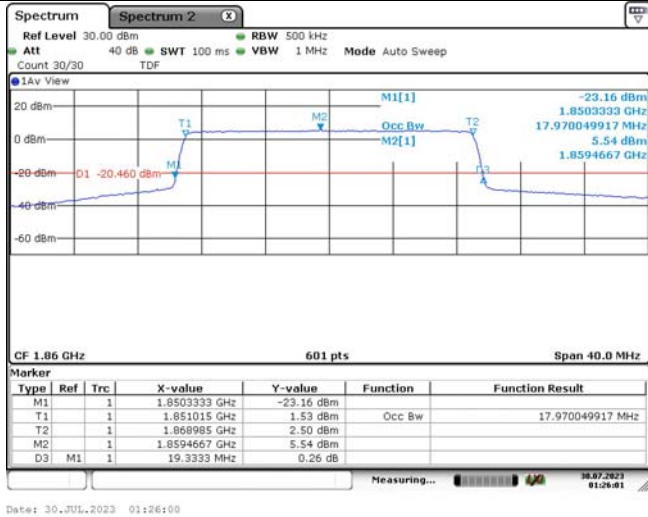 Spectrum Spectrum 2 X
Ref Level 30.00 dBm RBW 500 kHz
Att 40 dB SWT 100 ms VBW 1 MHz Mode Auto Sweep
Count 30/30 TDF
1Av View
M1[1] -23.16 dBm
1.8503333 GHz
20 dBm
T1 M2 T2
Occ Bw 17.970049917 MHz
0 dBm
M2[1] 5.54 dBm
1.8594667 GHz
M1 D3
-20 dBm D1 -20.460 dBm
-40 dBm
-60 dBm
CF 1.86 GHz 601 pts Span 40.0 MHz
Marker
Type Ref Trc X-value Y-value Function Function Result
M1 1 1.8503333 GHz -23.16 dBm
T1 1 1.851015 GHz 1.53 dBm Occ Bw 17.970049917 MHz
T2 1 1.868985 GHz 2.50 dBm
M2 1 1.8594667 GHz 5.54 dBm
D3 M1 1 19.3333 MHz 0.26 dB
Measuring... 30.07.2023
01:26:01
Date: 30.JUL.2023 01:26:00